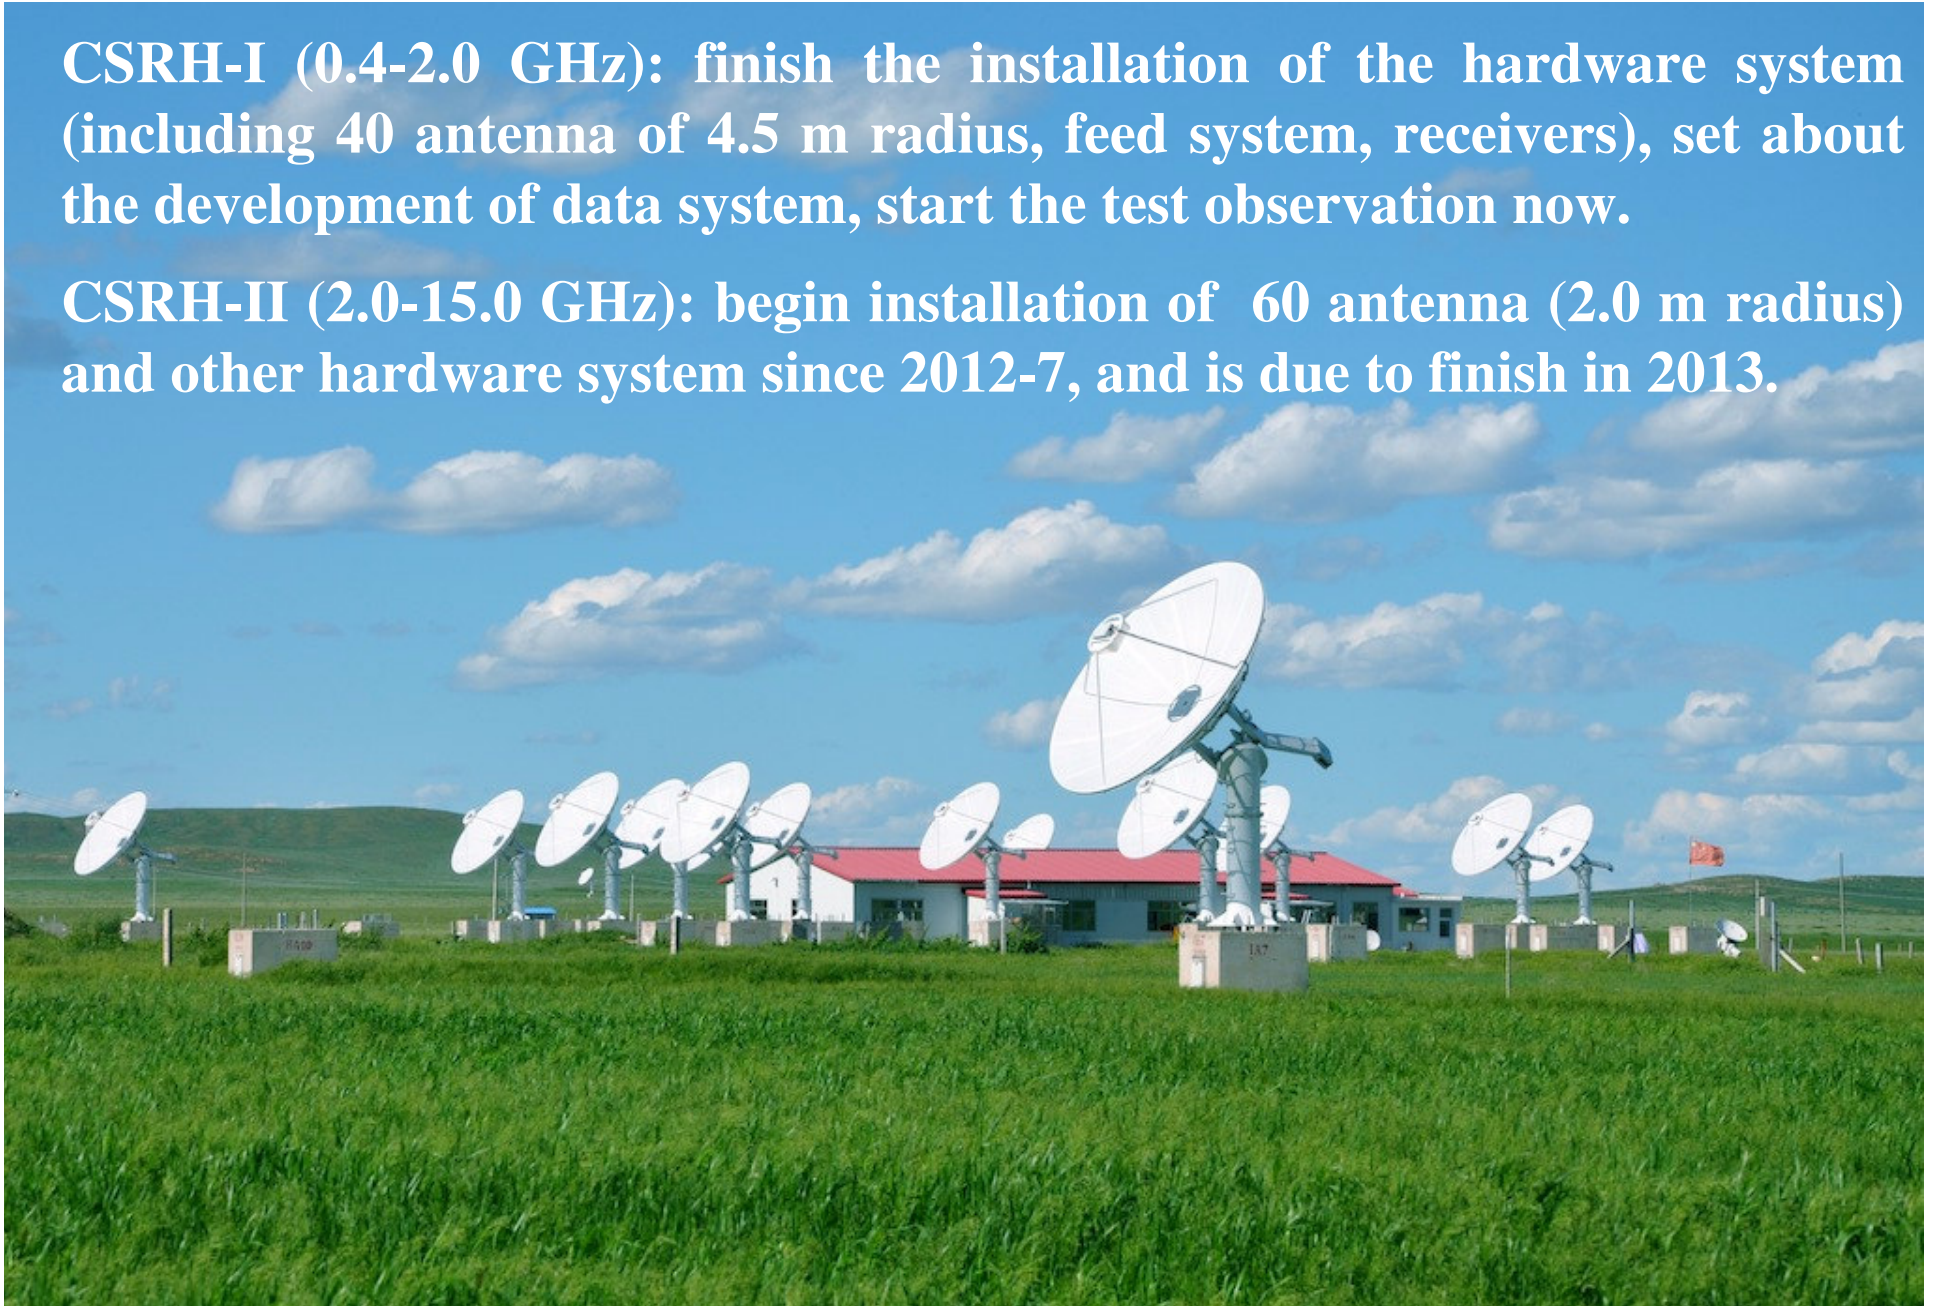 CSRH-I (0.4-2.0 GHz): finish the installation of the hardware system
(including 40 antenna of 4.5 m radius, feed system, receivers), set about
the development of data system, start the test observation now.
CSRH-II (2.0-15.0 GHz): begin installation of 60 antenna (2.0 m radius)
and other hardware system since 2012-7, and is due to finish in 2013.
IA7